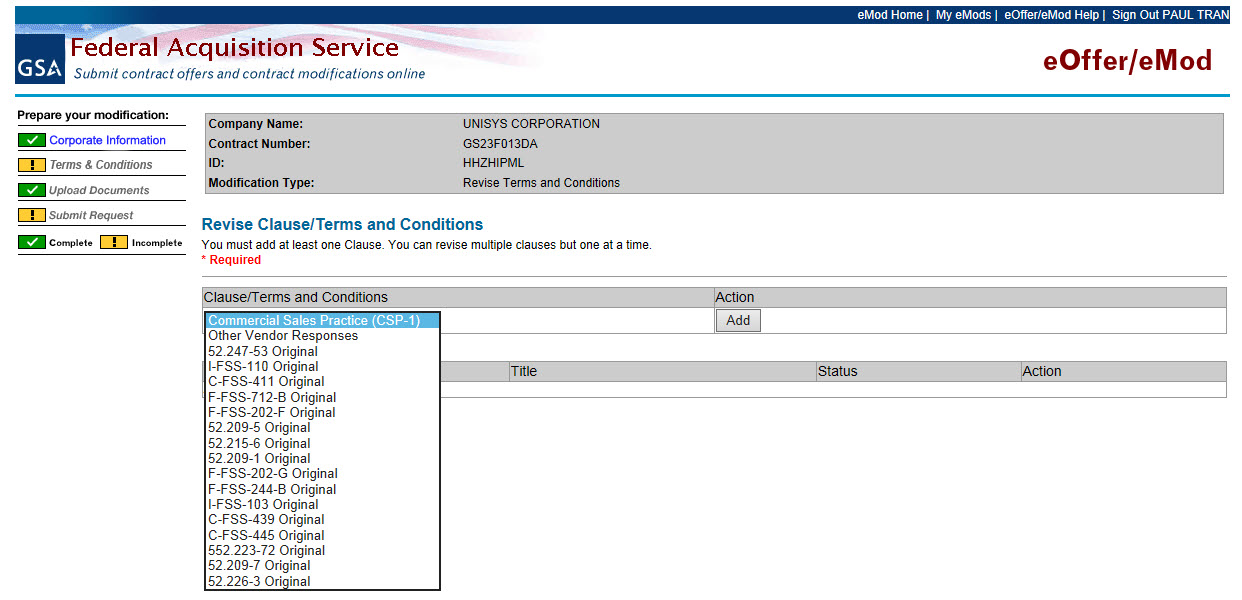 eMod Home | My eMods | eOffer/eMod Help | Sign Out PAUL TRAN
GSA
Federal Acquisition Service
Submit contract offers and contract modifications online
eOffer/eMod
Prepare your modification:
Corporate Information
Terms & Conditions
Upload Documents
Submit Request
Complete ! Incomplete
Company Name: UNISYS CORPORATION
Contract Number: GS23F013DA
ID: HHZHIPML
Modification Type: Revise Terms and Conditions
Revise Clause/Terms and Conditions
You must add at least one Clause. You can revise multiple clauses but one at a time.
* Required
Clause/Terms and Conditions Action
Commercial Sales Practice (CSP-1) Add
Other Vendor Responses
52.247-53 Original
I-FSS-110 Original
Title Status Action
C-FSS-411 Original
F-FSS-712-B Original
F-FSS-202-F Original
52.209-5 Original
52.215-6 Original
52.209-1 Original
F-FSS-202-G Original
F-FSS-244-B Original
I-FSS-103 Original
C-FSS-439 Original
C-FSS-445 Original
552.223-72 Original
52.209-7 Original
52.226-3 Original